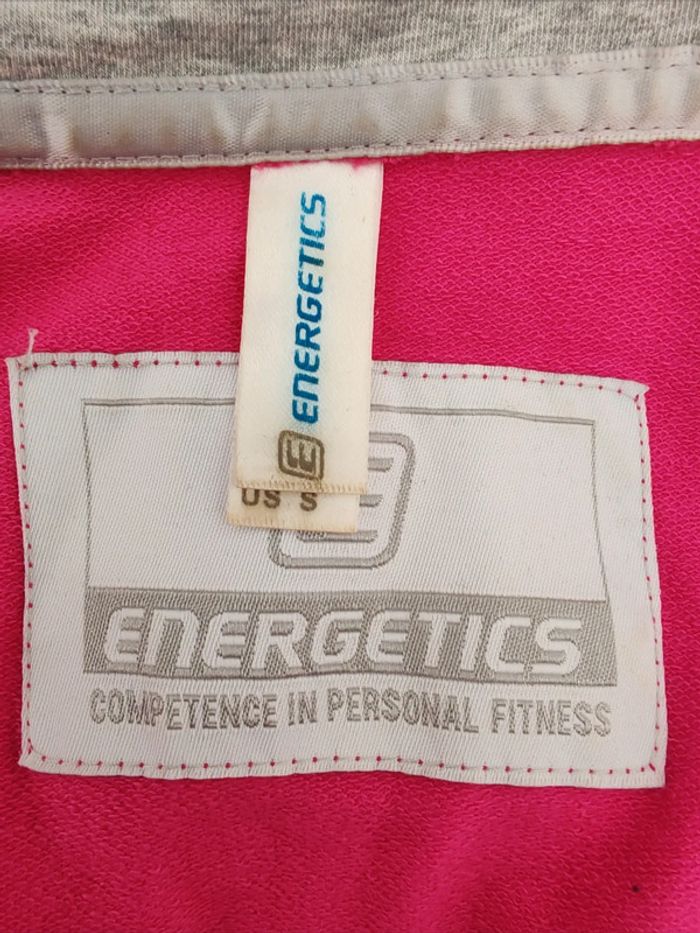 ENERGETICS
US S
ENERGETICS
COMPETENCE IN PERSONAL FITNESS